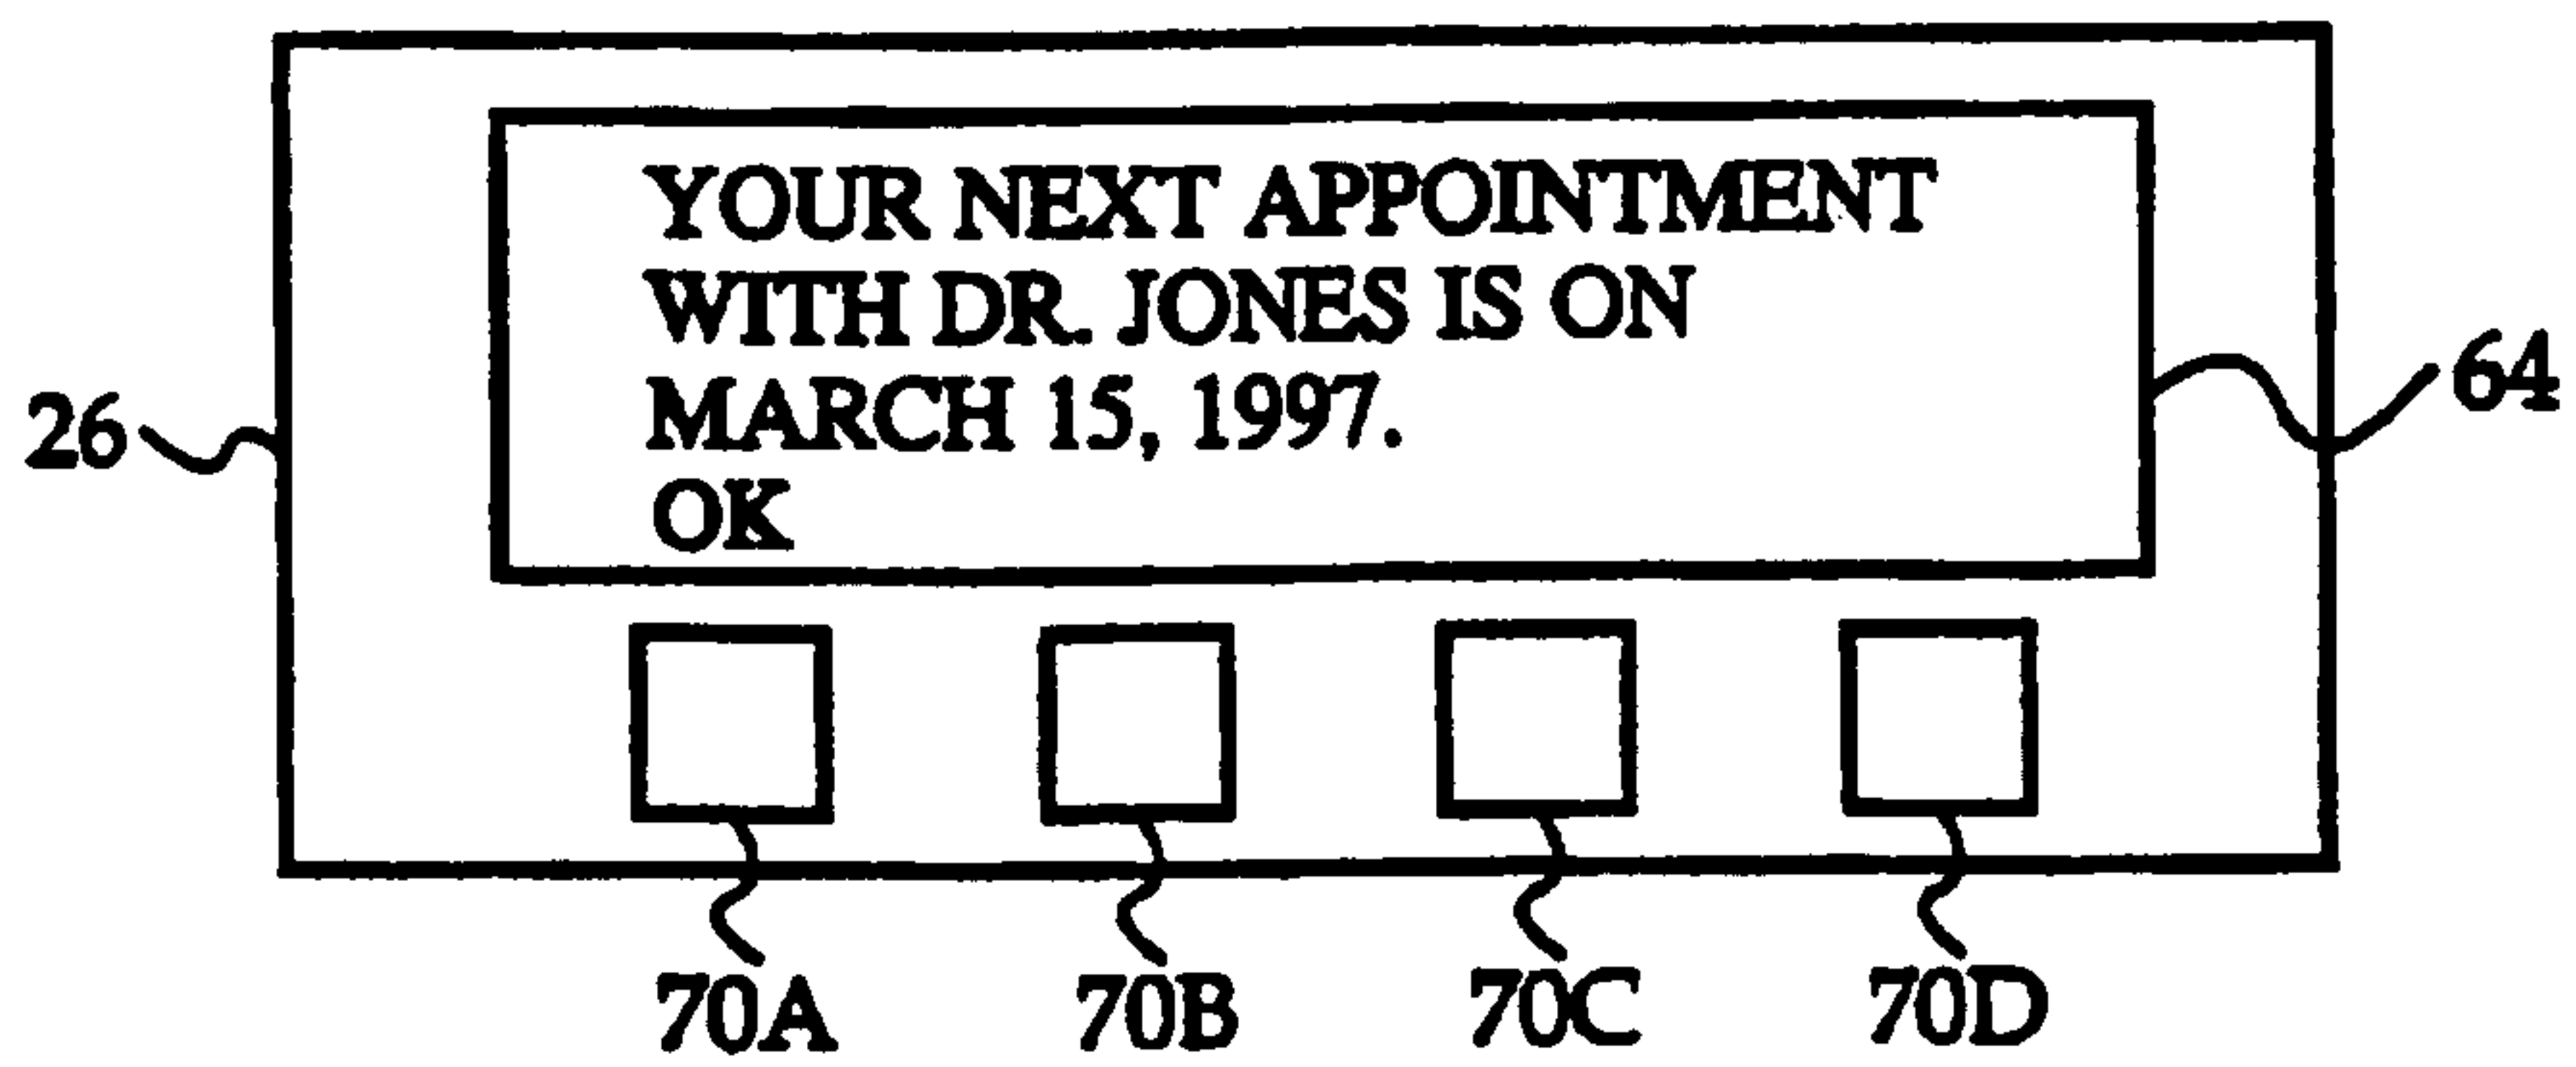 YOUR NEXT APPOINTMENT
WITH DR. JONES IS ON
MARCH 15, 1997.
OK
26
64
70A 70B 70C 70D